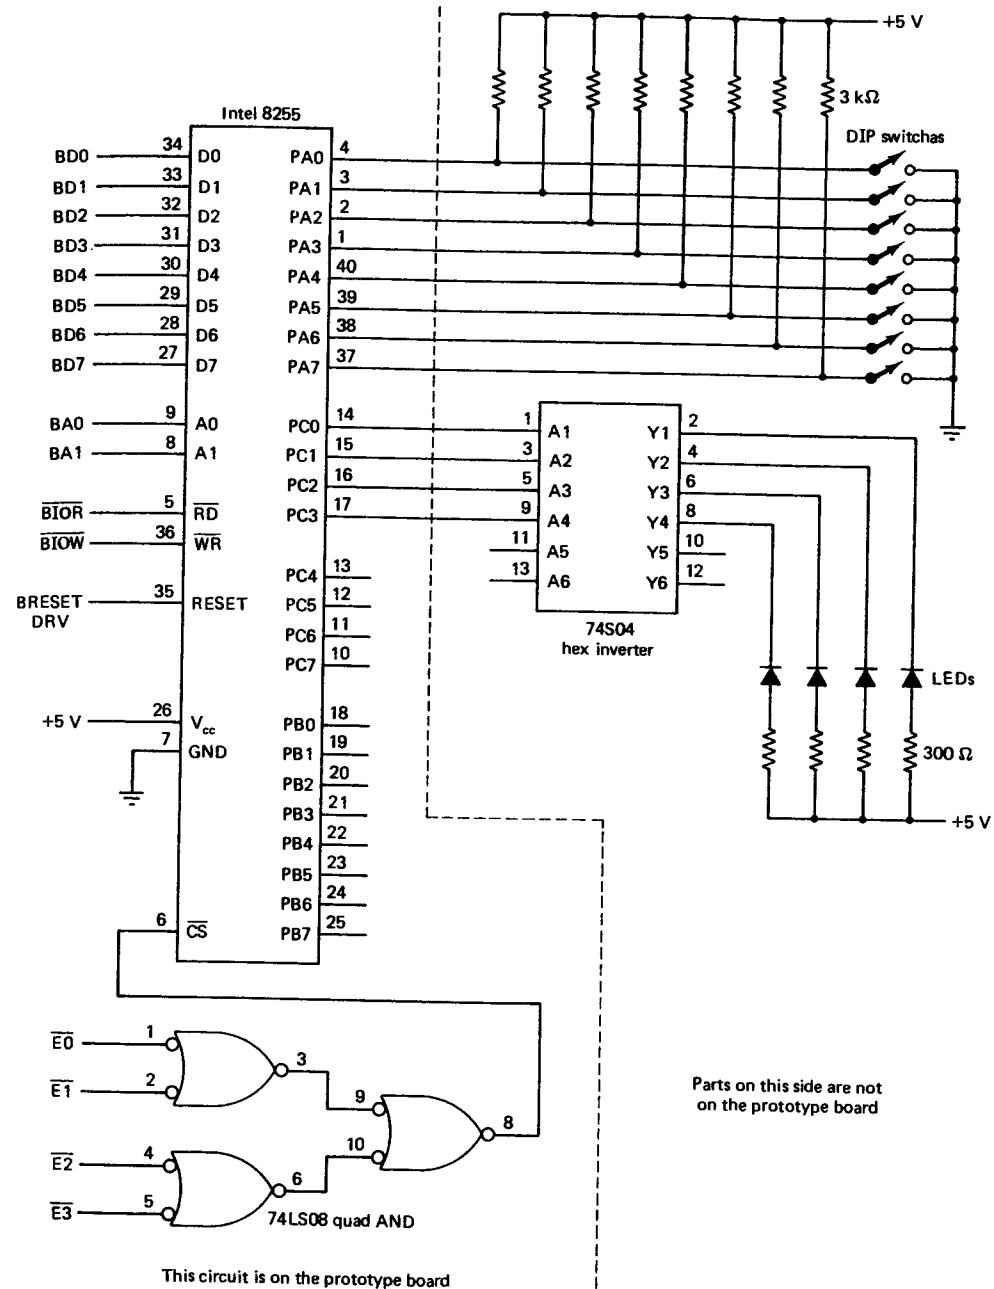 +5 V
3 kΩ
DIP switchas
Intel 8255
BD0 34 D0 PA0 4
BD1 33 D1 PA1 3
BD2 32 D2 PA2 2
BD3 31 D3 PA3 1
BD4 30 D4 PA4 40
BD5 29 D5 PA5 39
BD6 28 D6 PA6 38
BD7 27 D7 PA7 37
BA0 9 A0 PC0 14 1 A1 Y1 2
BA1 8 A1 PC1 15 3 A2 Y2 4
PC2 16 5 A3 Y3 6
BIOR 5 RD PC3 17 9 A4 Y4 8
BIOW 36 WR 11 A5 Y5 10
PC4 13 13 A6 Y6 12
BRESET DRV 35 RESET PC5 12
PC6 11
PC7 10
74S04
hex inverter
LEDs
300 Ω
+5 V
+5 V 26 Vcc PB0 18
7 GND PB1 19
PB2 20
PB3 21
PB4 22
PB5 23
PB6 24
6 CS PB7 25
E0 1
E1 2
3
9
10
8
E2 4
E3 5
6
74LS08 quad AND
Parts on this side are not
on the prototype board
This circuit is on the prototype board